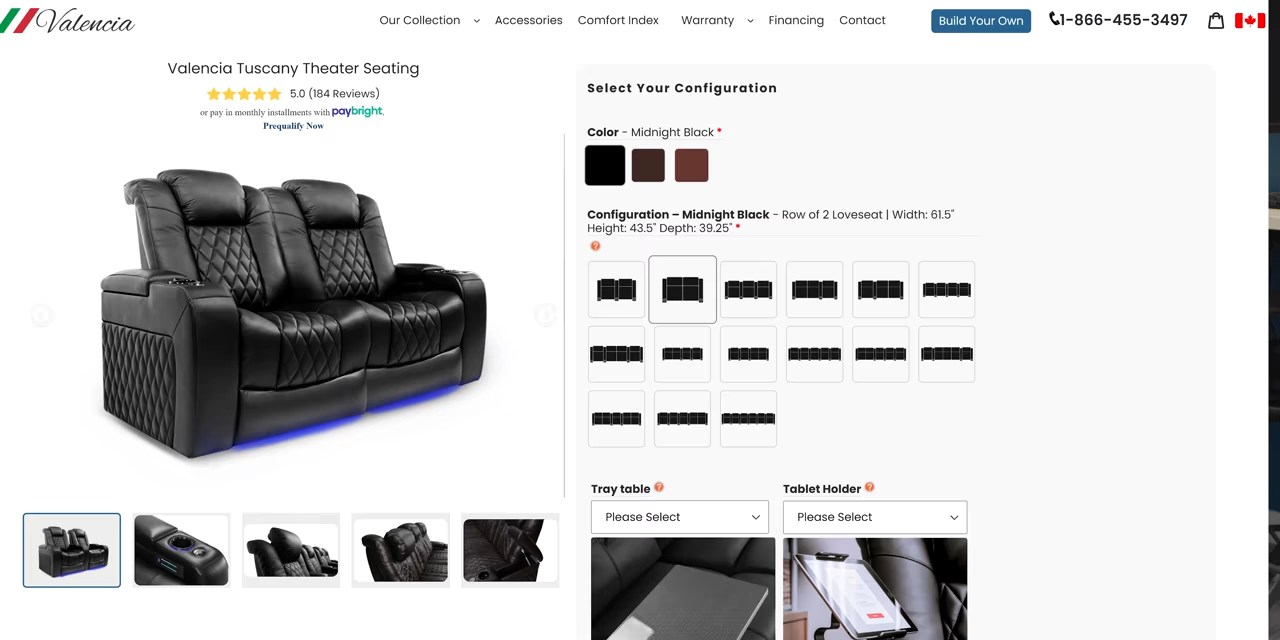 Valencia
Our Collection
Accessories
Comfort Index
Warranty
Financing
Contact
Build Your Own
1-866-455-3497
Valencia Tuscany Theater Seating
5.0 (184 Reviews)
or pay in monthly installments with paybright.
Prequalify Now
Select Your Configuration
Color - Midnight Black *
Configuration – Midnight Black - Row of 2 Loveseat | Width: 61.5"
Height: 43.5" Depth: 39.25" *
?
Tray table ?
Tablet Holder ?
Please Select
Please Select